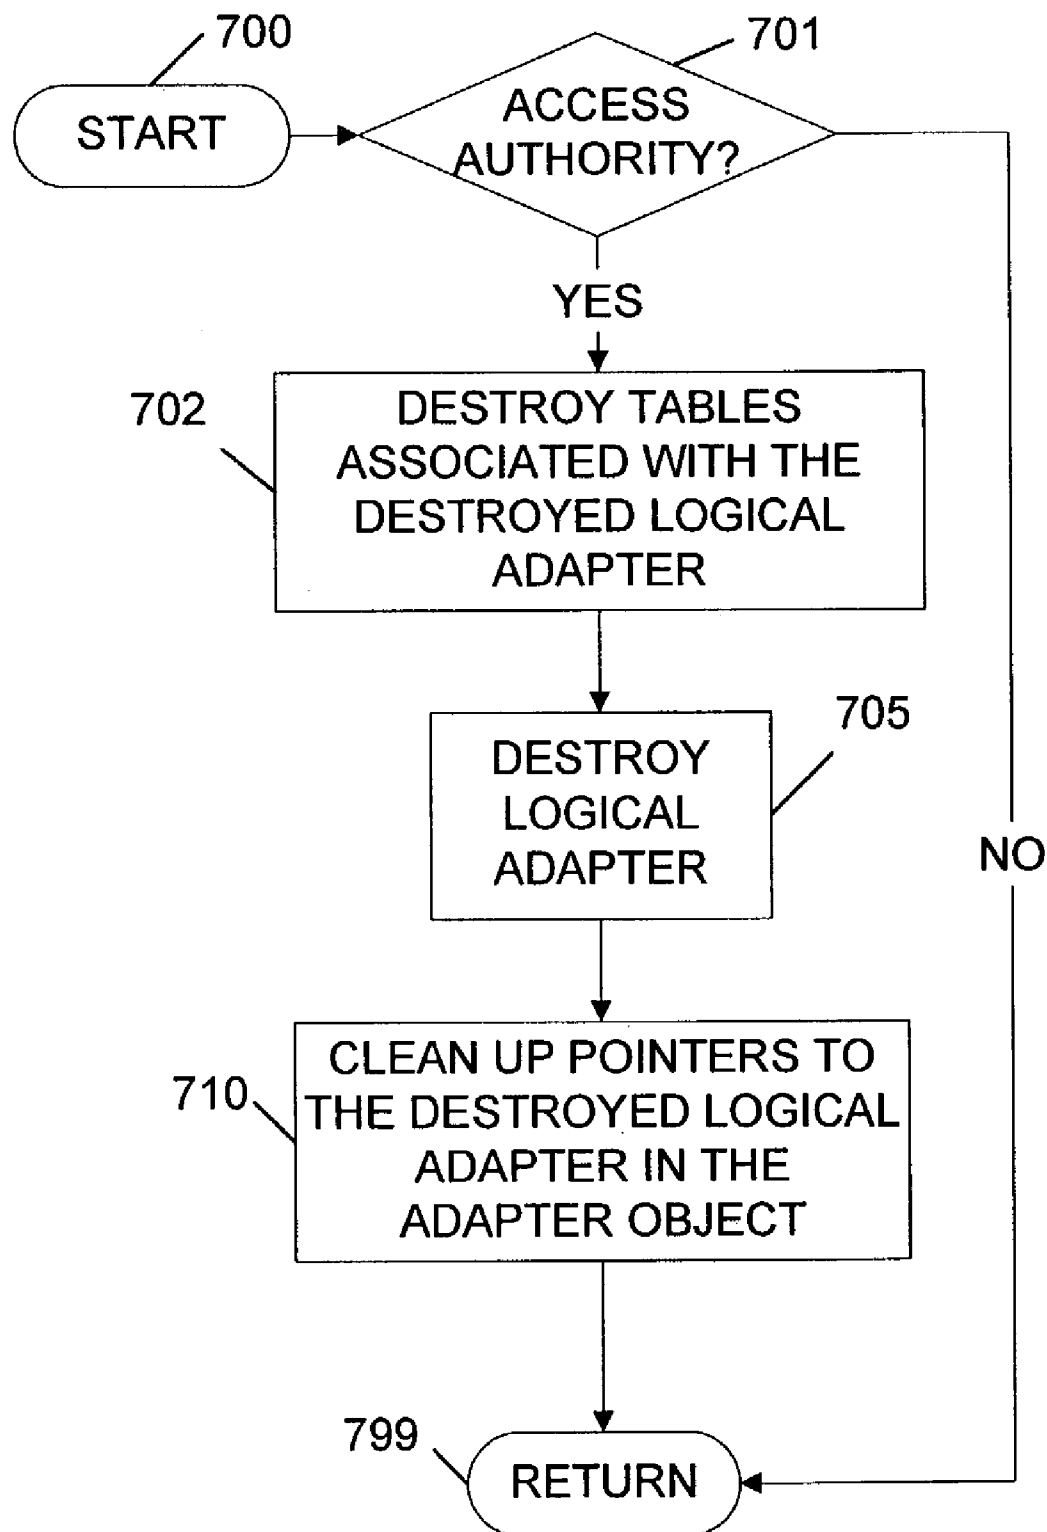 700
START
701
ACCESS
AUTHORITY?
YES
702
DESTROY TABLES
ASSOCIATED WITH THE
DESTROYED LOGICAL
ADAPTER
705
DESTROY
LOGICAL
ADAPTER
NO
710
CLEAN UP POINTERS TO
THE DESTROYED LOGICAL
ADAPTER IN THE
ADAPTER OBJECT
799
RETURN